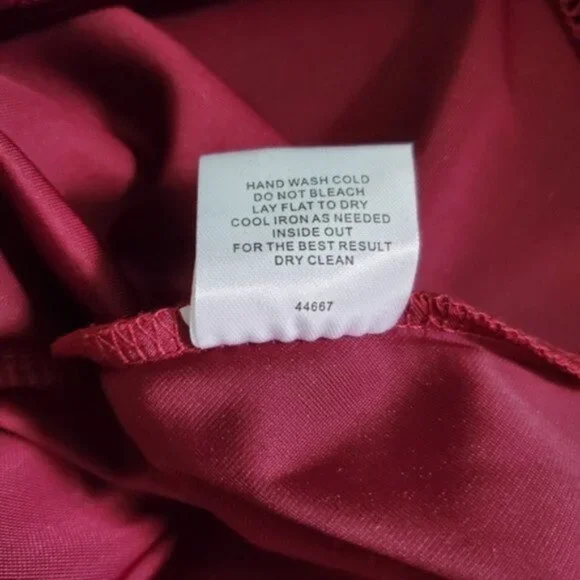 HAND WASH COLD
DO NOT BLEACH
LAY FLAT TO DRY
COOL IRON AS NEEDED
INSIDE OUT
FOR THE BEST RESULT
DRY CLEAN
44667